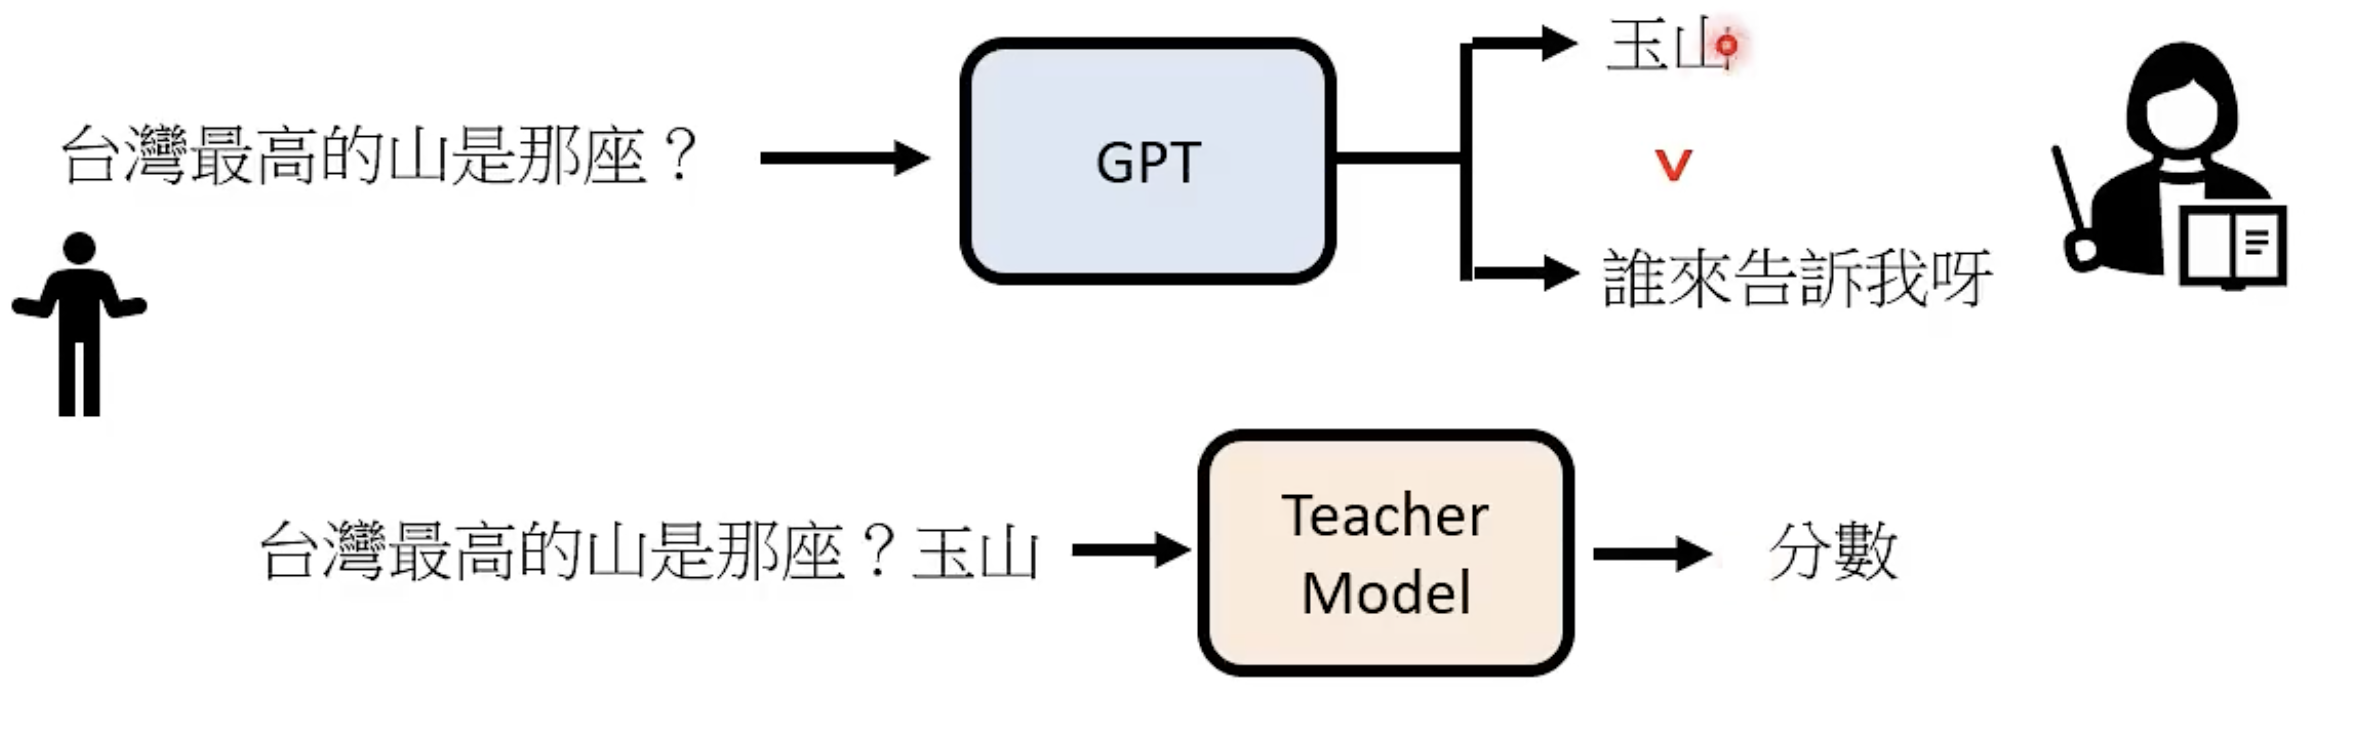 台灣最高的山是那座？
GPT
玉山
v
誰來告訴我呀
台灣最高的山是那座？玉山
Teacher
Model
分數